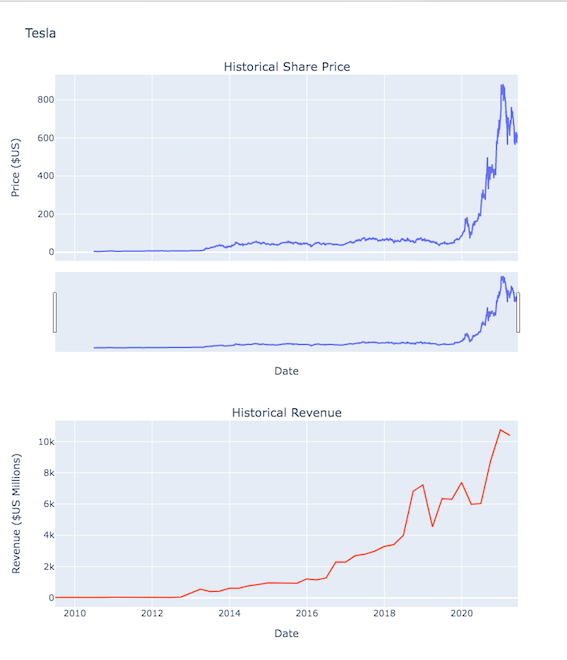 Tesla
Historical Share Price
Price ($US)
800
600
400
200
0
Date
Historical Revenue
Revenue ($US Millions)
10k
8k
6k
4k
2k
0
2010 2012 2014 2016 2018 2020
Date